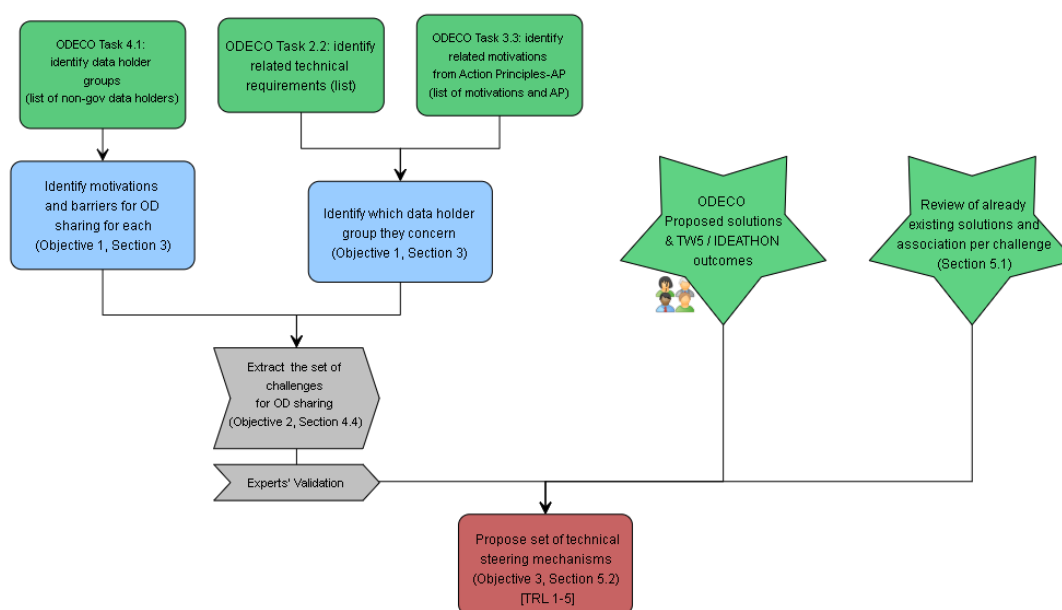 ODECO Task 4.1:
identify data holder
groups
(list of non-gov data holders)
ODECO Task 2.2: identify
related technical
requirements (list)
ODECO Task 3.3: identify
related motivations
from Action Principles-AP
(list of motivations and AP)
Identify motivations
and barriers for OD
sharing for each
(Objective 1, Section 3)
Identify which data holder
group they concern
(Objective 1, Section 3)
ODECO
Proposed solutions
& TW5 / IDEATHON
outcomes
Review of already
existing solutions and
association per challenge
(Section 5.1)
Extract the set of
challenges
for OD sharing
(Objective 2, Section 4.4)
Experts' Validation
Propose set of technical
steering mechanisms
(Objective 3, Section 5.2)
[TRL 1-5]